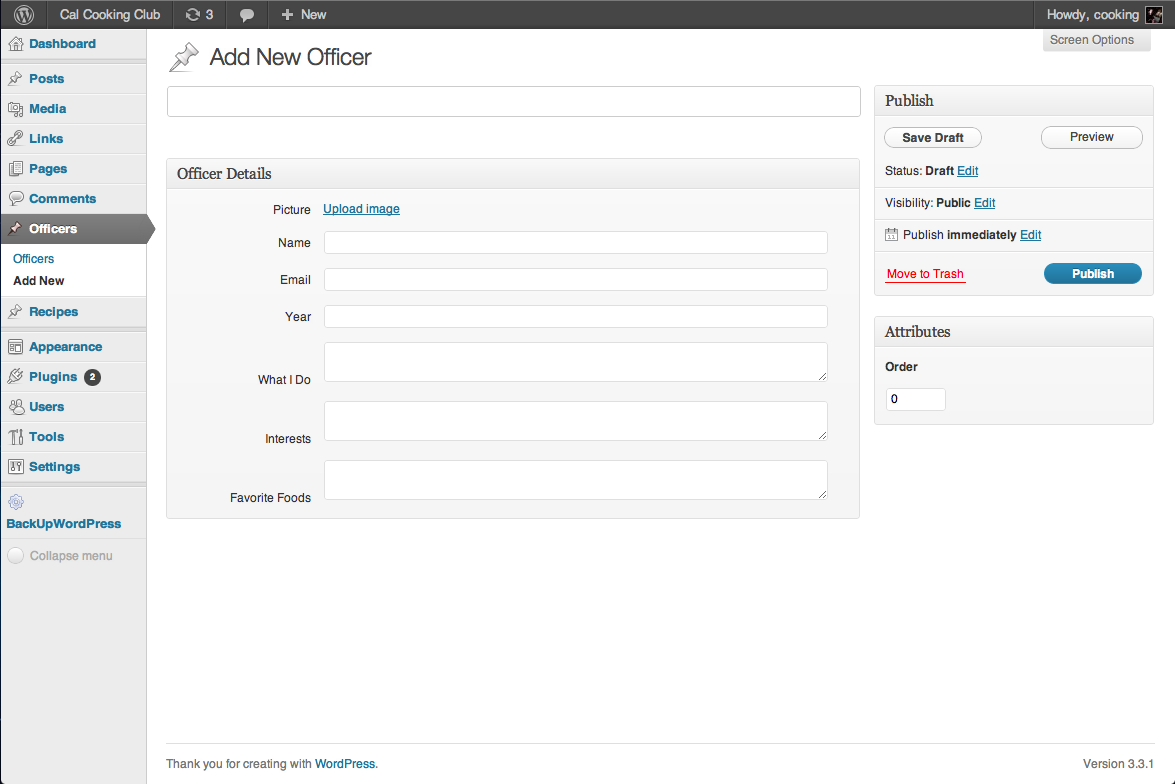 Cal Cooking Club 3 + New Howdy, cooking
Screen Options
Dashboard
Posts
Media
Links
Pages
Comments
Officers
Officers
Add New
Recipes
Appearance
Plugins 2
Users
Tools
Settings
BackUpWordPress
Collapse menu
Add New Officer
Officer Details
Picture Upload image
Name
Email
Year
What I Do
Interests
Favorite Foods
Publish
Save Draft Preview
Status: Draft Edit
Visibility: Public Edit
Publish immediately Edit
Move to Trash Publish
Attributes
Order
0
Thank you for creating with WordPress. Version 3.3.1